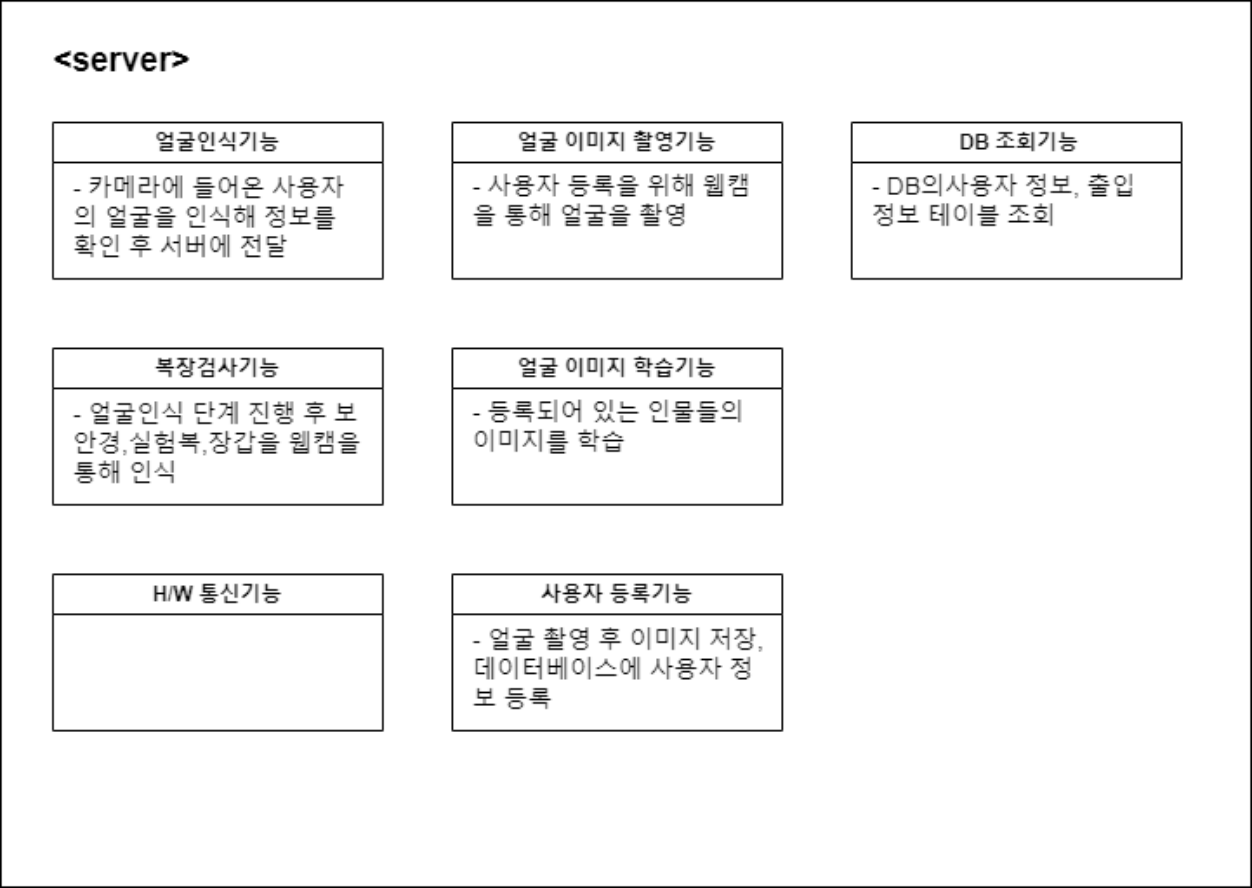 <server>
얼굴인식기능
- 카메라에 들어온 사용자
의 얼굴을 인식해 정보를
확인 후 서버에 전달
얼굴 이미지 촬영기능
- 사용자 등록을 위해 웹캠
을 통해 얼굴을 촬영
DB 조회기능
- DB의사용자 정보, 출입
정보 테이블 조회
복장검사기능
- 얼굴인식 단계 진행 후 보
안경,실험복,장갑을 웹캠을
통해 인식
얼굴 이미지 학습기능
- 등록되어 있는 인물들의
이미지를 학습
H/W 통신기능
사용자 등록기능
- 얼굴 촬영 후 이미지 저장,
데이터베이스에 사용자 정
보 등록